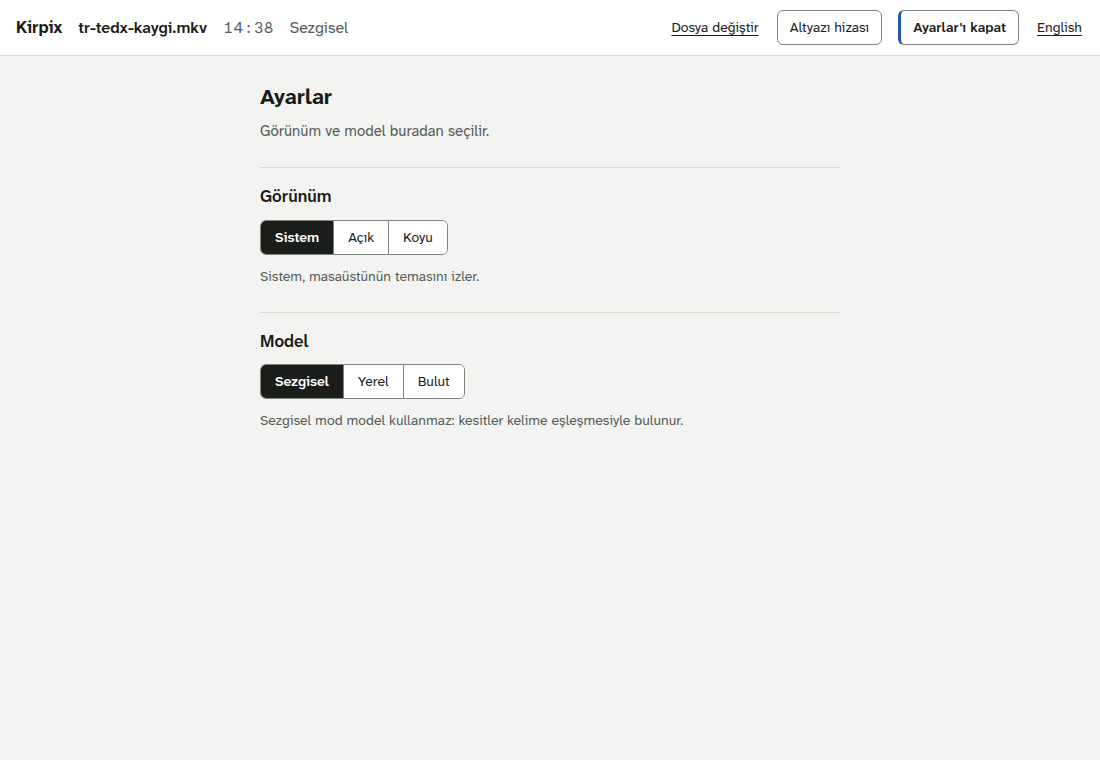 Kirpix tr-tedx-kaygi.mkv 14:38 Sezgisel Dosya değiştir Altyazı hizası Ayarlar'ı kapat English
Ayarlar
Görünüm ve model buradan seçilir.
Görünüm
Sistem Açık Koyu
Sistem, masaüstünün temasını izler.
Model
Sezgisel Yerel Bulut
Sezgisel mod model kullanmaz: kesitler kelime eşleşmesiyle bulunur.